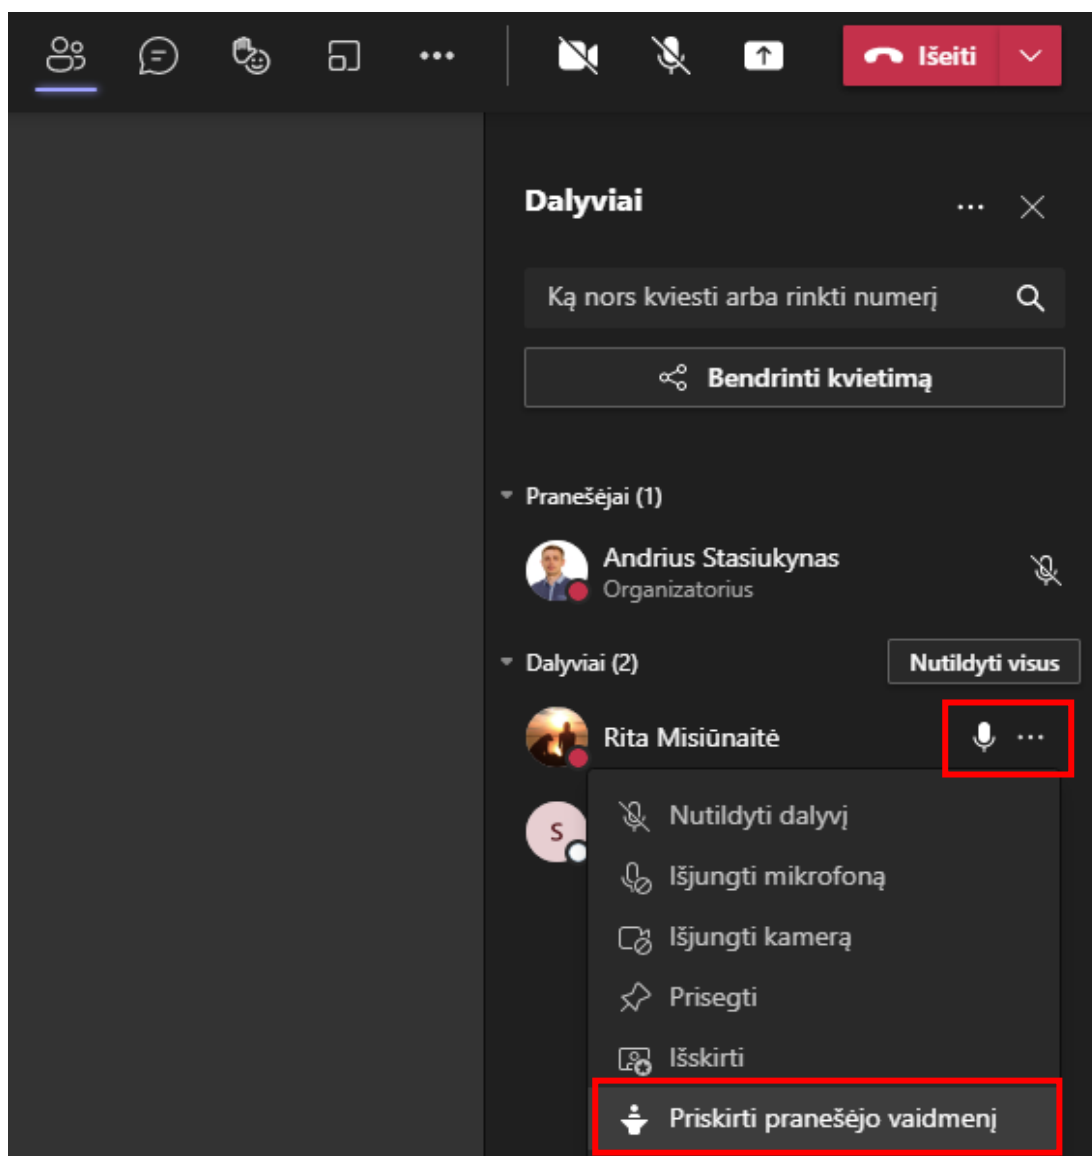 Išeiti
Dalyviai
Ką nors kviesti arba rinkti numerį
Bendrinti kvietimą
Pranešėjai (1)
Andrius Stasiukynas
Organizatorius
Dalyviai (2)
Nutildyti visus
Rita Misiūnaitė
S
Nutildyti dalyvį
Išjungti mikrofoną
Išjungti kamerą
Prisegti
Išskirti
Priskirti pranešėjo vaidmenį